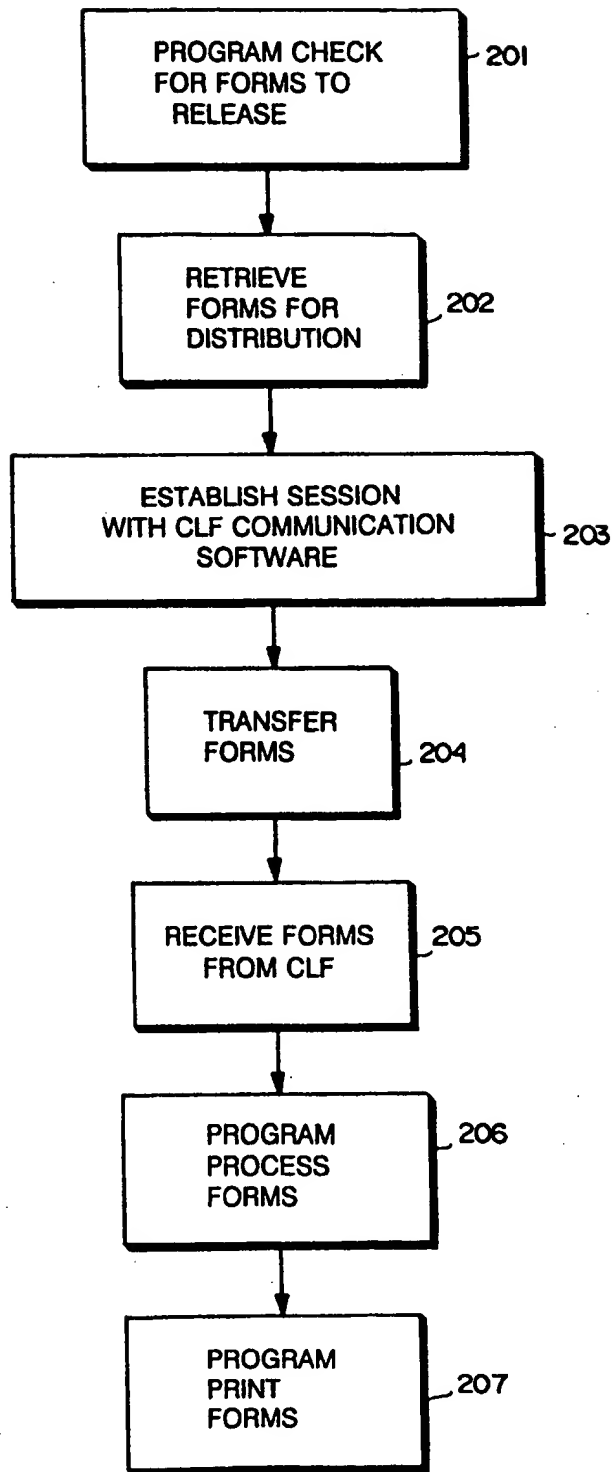 PROGRAM CHECK
FOR FORMS TO
RELEASE
201
RETRIEVE
FORMS FOR
DISTRIBUTION
202
ESTABLISH SESSION
WITH CLF COMMUNICATION
SOFTWARE
203
TRANSFER
FORMS
204
RECEIVE FORMS
FROM CLF
205
PROGRAM
PROCESS
FORMS
206
PROGRAM
PRINT
FORMS
207